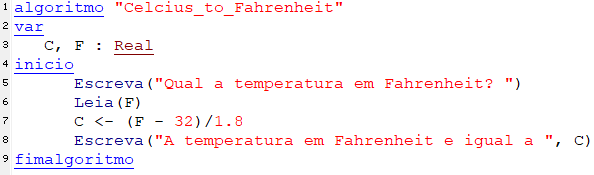 1 algoritmo "Celcius_to_Fahrenheit"
2 var
3 C, F : Real
4 inicio
5 Escreva("Qual a temperatura em Fahrenheit? ")
6 Leia(F)
7 C <- (F - 32)/1.8
8 Escreva("A temperatura em Fahrenheit e igual a ", C)
9 fimalgoritmo